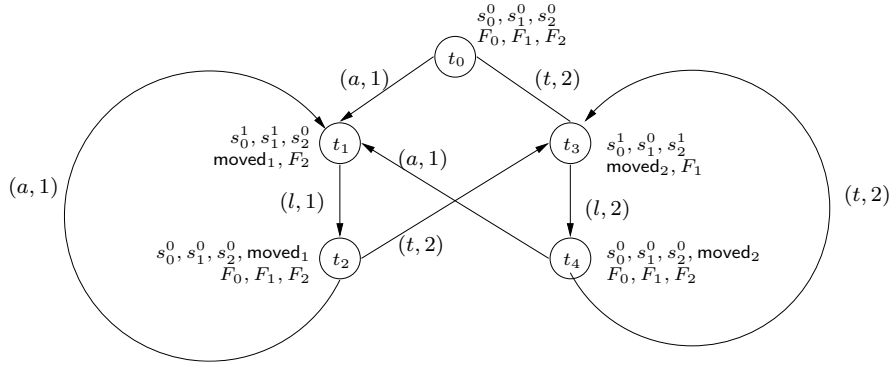 s_0^0, s_1^0, s_2^0
F_0, F_1, F_2
t_0
(a, 1)
(t, 2)
s_0^1, s_1^1, s_2^0
moved_1, F_2
t_1
(a, 1)
t_3
s_0^1, s_1^0, s_2^1
moved_2, F_1
(a, 1)
(l, 1)
(l, 2)
(t, 2)
(t, 2)
s_0^0, s_1^0, s_2^0, moved_1
F_0, F_1, F_2
t_2
t_4
s_0^0, s_1^0, s_2^0, moved_2
F_0, F_1, F_2